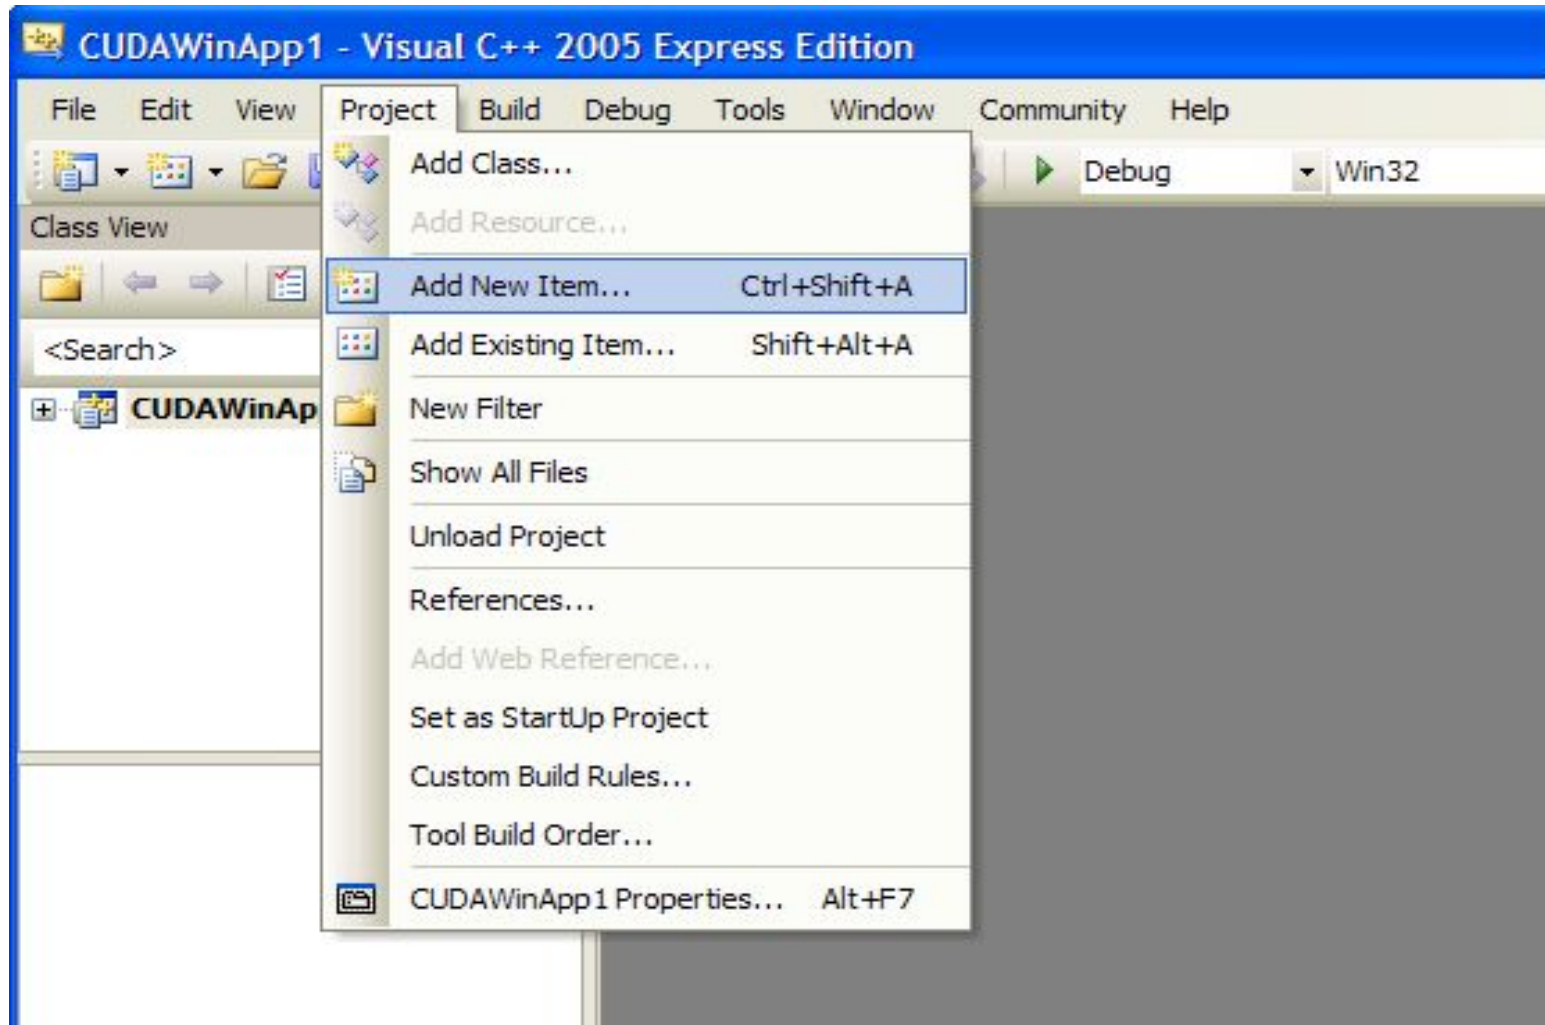 CUDAWinApp1 - Visual C++ 2005 Express Edition
File Edit View Project Build Debug Tools Window Community Help
Debug Win32
Class View
<Search>
CUDAWinAp
Add Class...
Add Resource...
Add New Item... Ctrl+Shift+A
Add Existing Item... Shift+Alt+A
New Filter
Show All Files
Unload Project
References...
Add Web Reference...
Set as StartUp Project
Custom Build Rules...
Tool Build Order...
CUDAWinApp1 Properties... Alt+F7